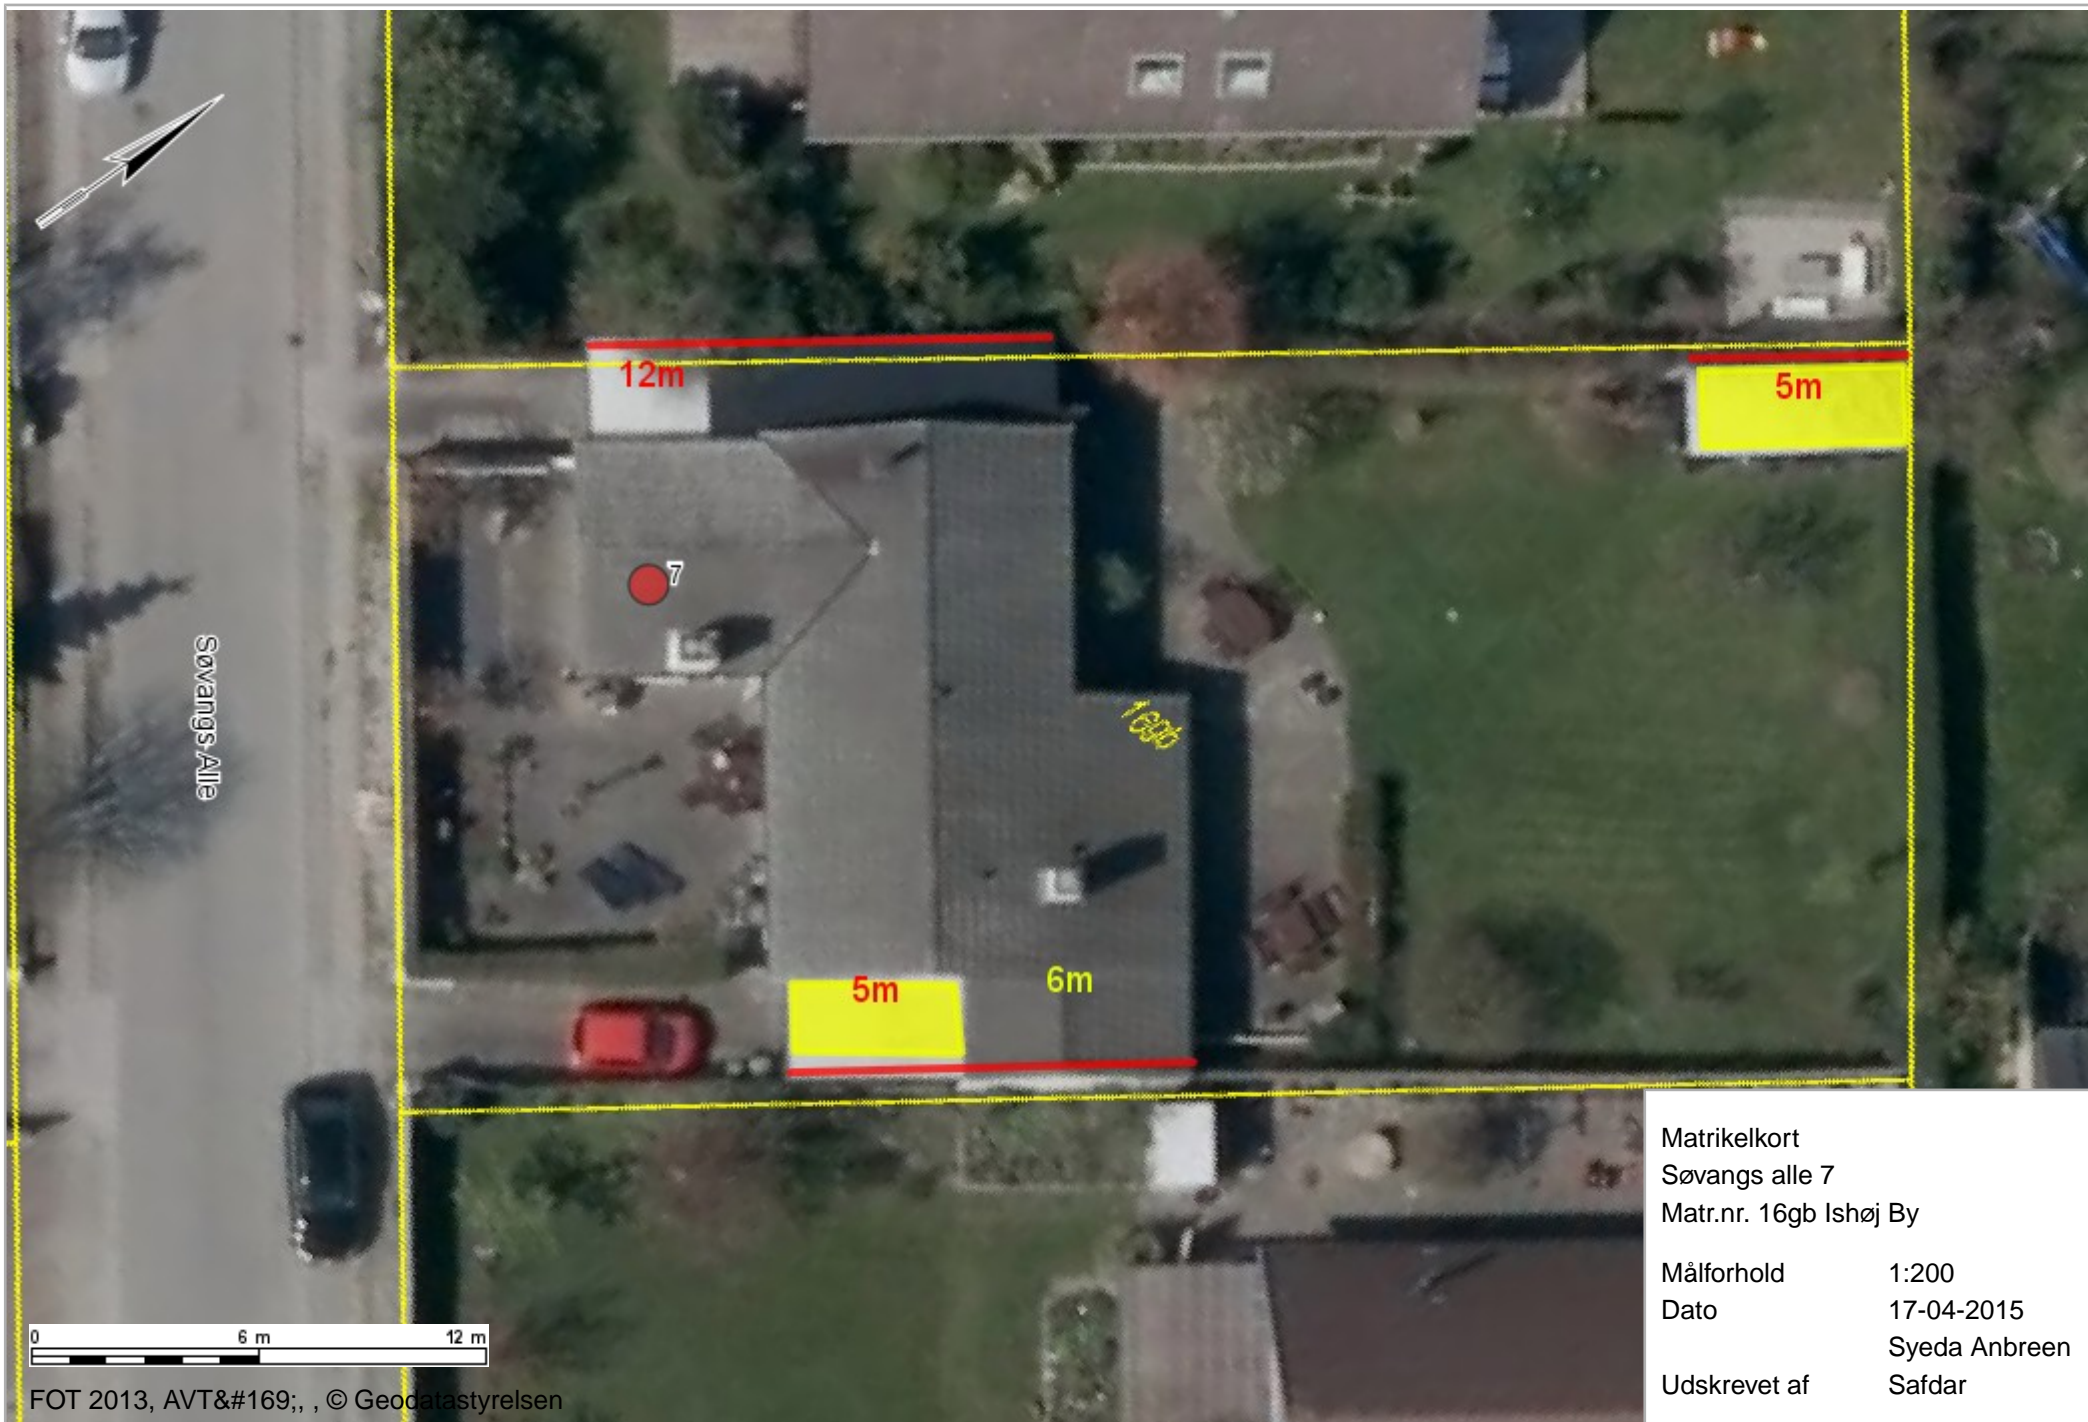 12m
5m
7
Søvangs Alle
16gb
5m
6m
Matrikelkort
Søvangs alle 7
Matr.nr. 16gb Ishøj By
Målforhold 1:200
Dato 17-04-2015
Syeda Anbreen
Udskrevet af Safdar
0 6 m 12 m
FOT 2013, AVT&#169;, , © Geodatastyrelsen